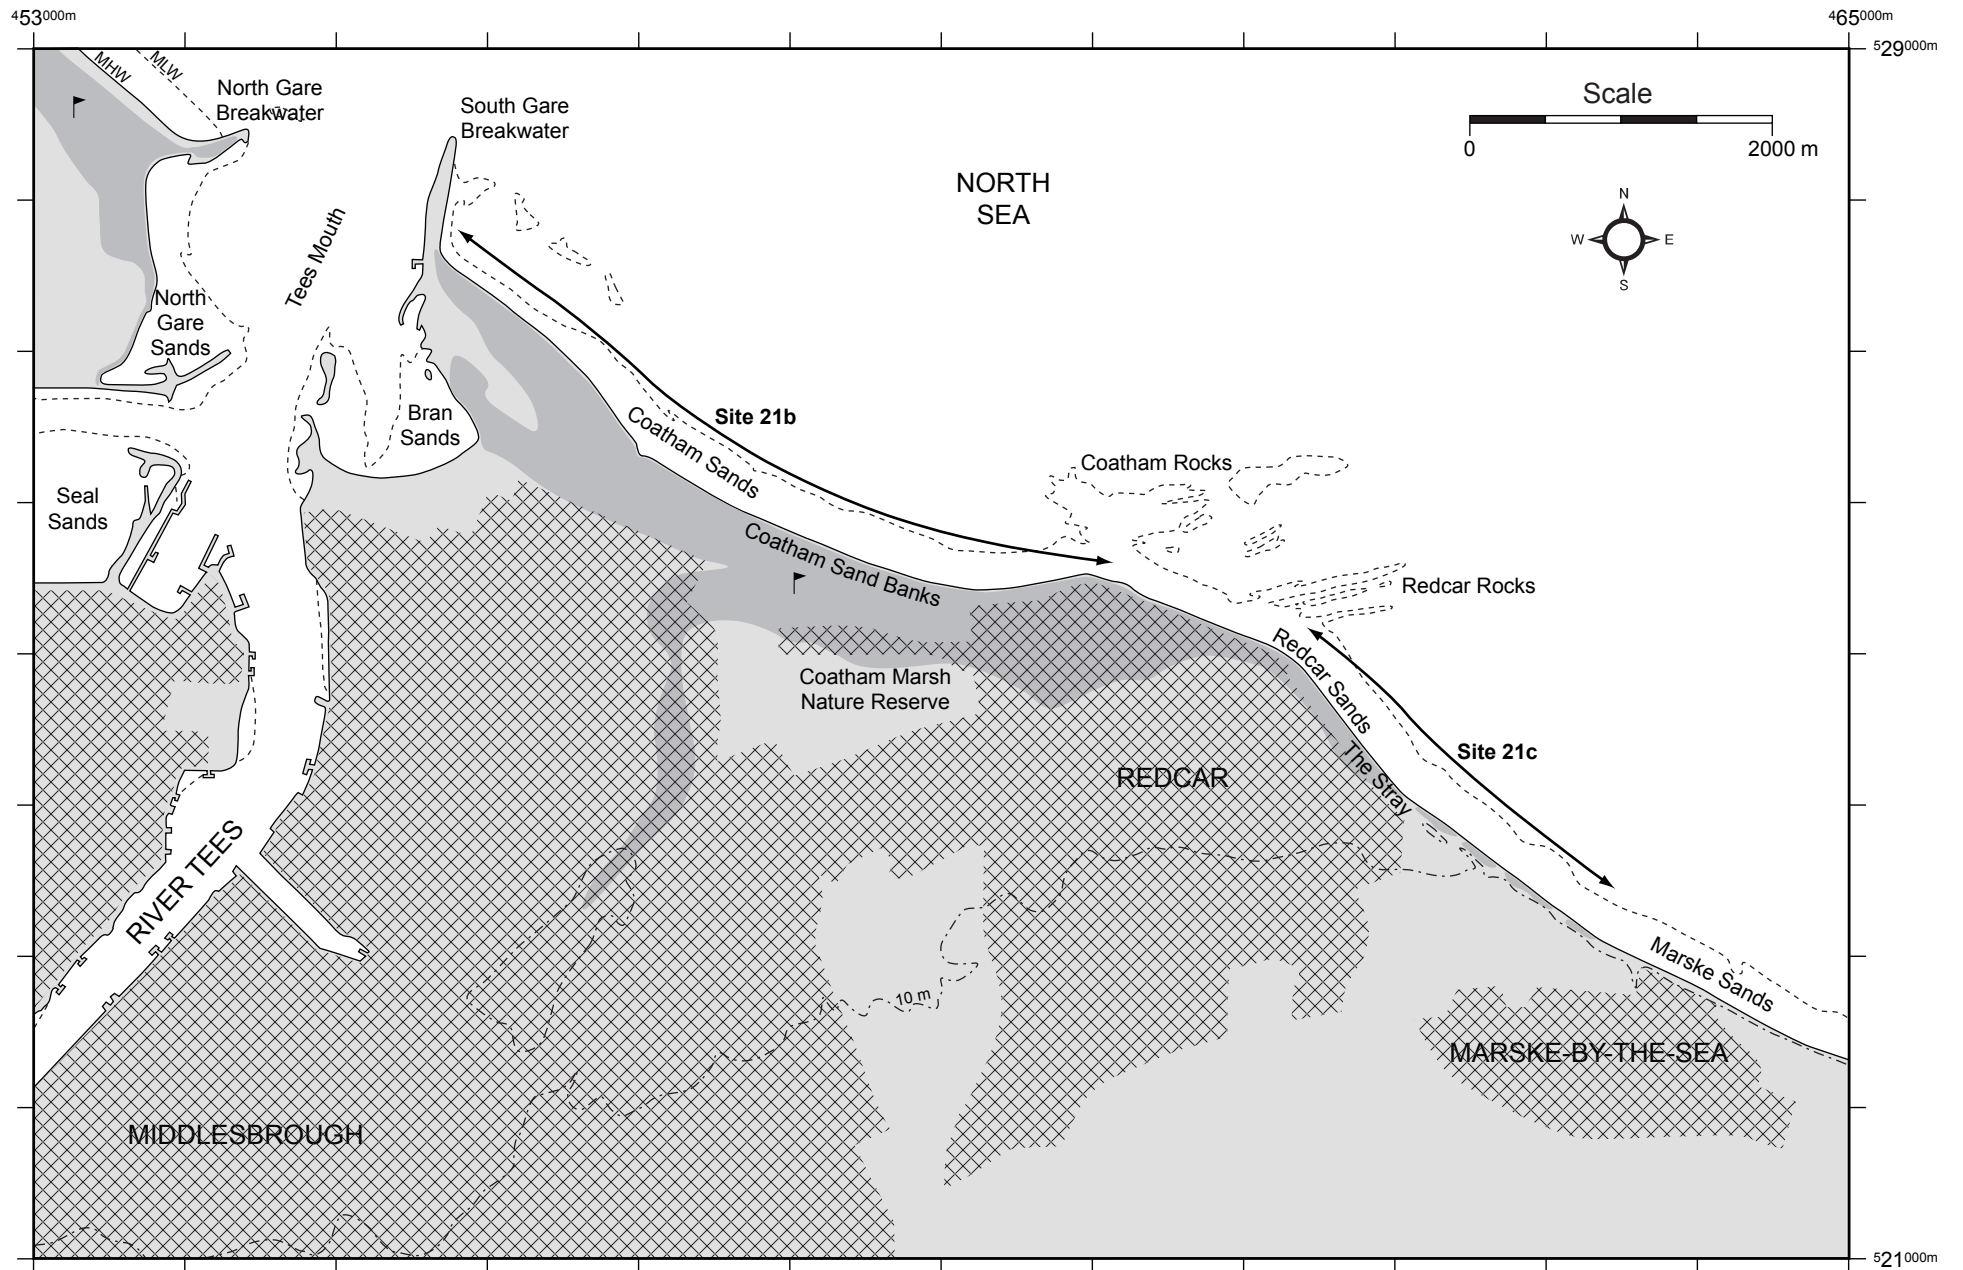 453000m
465000m
529000m
MHW
MLW
North Gare
Breakwater
South Gare
Breakwater
Scale
0
2000 m
NORTH
SEA
N
W
E
S
Tees Mouth
North
Gare
Sands
Bran
Sands
Site 21b
Coatham Sands
Coatham Rocks
Seal
Sands
Coatham Sand Banks
Redcar Rocks
Coatham Marsh
Nature Reserve
Redcar Sands
Site 21c
The Stray
REDCAR
RIVER TEES
Marske Sands
10 m
MARSKE-BY-THE-SEA
MIDDLESBROUGH
521000m